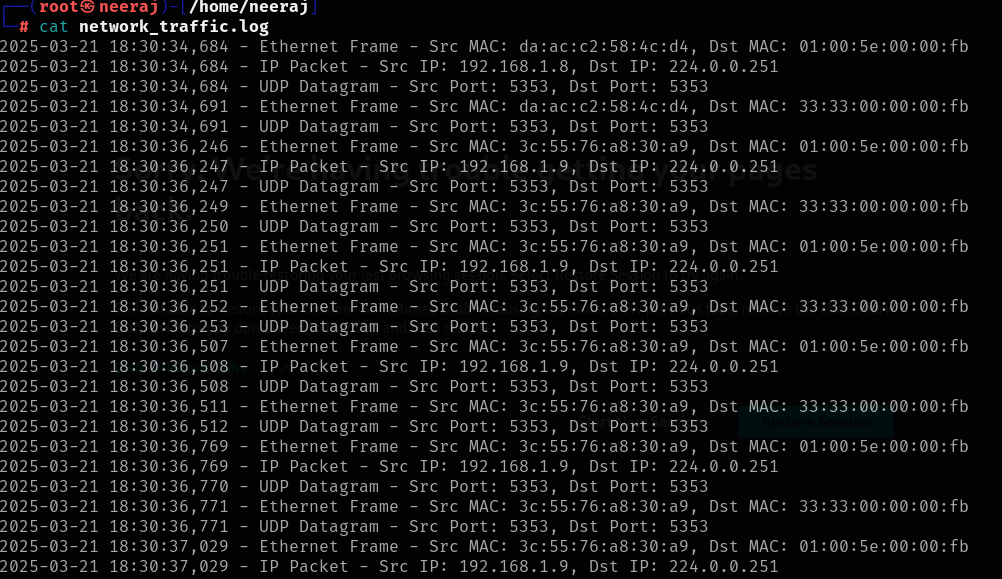 (root㉿neeraj)-[/home/neeraj]
# cat network_traffic.log
2025-03-21 18:30:34,684 - Ethernet Frame - Src MAC: da:ac:c2:58:4c:d4, Dst MAC: 01:00:5e:00:00:fb
2025-03-21 18:30:34,684 - IP Packet - Src IP: 192.168.1.8, Dst IP: 224.0.0.251
2025-03-21 18:30:34,684 - UDP Datagram - Src Port: 5353, Dst Port: 5353
2025-03-21 18:30:34,691 - Ethernet Frame - Src MAC: da:ac:c2:58:4c:d4, Dst MAC: 33:33:00:00:00:fb
2025-03-21 18:30:34,691 - UDP Datagram - Src Port: 5353, Dst Port: 5353
2025-03-21 18:30:36,246 - Ethernet Frame - Src MAC: 3c:55:76:a8:30:a9, Dst MAC: 01:00:5e:00:00:fb
2025-03-21 18:30:36,247 - IP Packet - Src IP: 192.168.1.9, Dst IP: 224.0.0.251
2025-03-21 18:30:36,247 - UDP Datagram - Src Port: 5353, Dst Port: 5353
2025-03-21 18:30:36,249 - Ethernet Frame - Src MAC: 3c:55:76:a8:30:a9, Dst MAC: 33:33:00:00:00:fb
2025-03-21 18:30:36,250 - UDP Datagram - Src Port: 5353, Dst Port: 5353
2025-03-21 18:30:36,251 - Ethernet Frame - Src MAC: 3c:55:76:a8:30:a9, Dst MAC: 01:00:5e:00:00:fb
2025-03-21 18:30:36,251 - IP Packet - Src IP: 192.168.1.9, Dst IP: 224.0.0.251
2025-03-21 18:30:36,251 - UDP Datagram - Src Port: 5353, Dst Port: 5353
2025-03-21 18:30:36,252 - Ethernet Frame - Src MAC: 3c:55:76:a8:30:a9, Dst MAC: 33:33:00:00:00:fb
2025-03-21 18:30:36,253 - UDP Datagram - Src Port: 5353, Dst Port: 5353
2025-03-21 18:30:36,507 - Ethernet Frame - Src MAC: 3c:55:76:a8:30:a9, Dst MAC: 01:00:5e:00:00:fb
2025-03-21 18:30:36,508 - IP Packet - Src IP: 192.168.1.9, Dst IP: 224.0.0.251
2025-03-21 18:30:36,508 - UDP Datagram - Src Port: 5353, Dst Port: 5353
2025-03-21 18:30:36,511 - Ethernet Frame - Src MAC: 3c:55:76:a8:30:a9, Dst MAC: 33:33:00:00:00:fb
2025-03-21 18:30:36,512 - UDP Datagram - Src Port: 5353, Dst Port: 5353
Restore Session
2025-03-21 18:30:36,769 - Ethernet Frame - Src MAC: 3c:55:76:a8:30:a9, Dst MAC: 01:00:5e:00:00:fb
2025-03-21 18:30:36,769 - IP Packet - Src IP: 192.168.1.9, Dst IP: 224.0.0.251
2025-03-21 18:30:36,770 - UDP Datagram - Src Port: 5353, Dst Port: 5353
2025-03-21 18:30:36,771 - Ethernet Frame - Src MAC: 3c:55:76:a8:30:a9, Dst MAC: 33:33:00:00:00:fb
2025-03-21 18:30:36,771 - UDP Datagram - Src Port: 5353, Dst Port: 5353
2025-03-21 18:30:37,029 - Ethernet Frame - Src MAC: 3c:55:76:a8:30:a9, Dst MAC: 01:00:5e:00:00:fb
2025-03-21 18:30:37,029 - IP Packet - Src IP: 192.168.1.9, Dst IP: 224.0.0.251